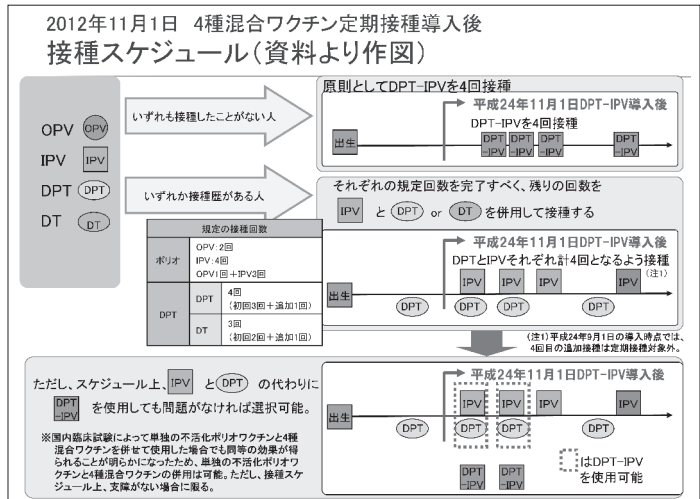 2012年11月1日 4種混合ワクチン定期接種導入後
接種スケジュール(資料より作図)
OPV OPV
IPV IPV
DPT DPT
DT DT
いずれも接種したことがない人
原則としてDPT-IPVを4回接種
平成24年11月1日DPT-IPV導入後
DPT-IPVを4回接種
出生
DPT
-IPV
DPT
-IPV
DPT
-IPV
DPT
-IPV
いずれか接種歴がある人
それぞれの規定回数を完了すべく、残りの回数を
IPV と DPT or DT を併用して接種する
規定の接種回数
ポリオ
OPV:2回
IPV:4回
OPV1回+IPV3回
DPT
DPT
4回
(初回3回+追加1回)
DT
3回
(初回2回+追加1回)
平成24年11月1日DPT-IPV導入後
DPTとIPVそれぞれ計4回となるよう接種
(注1)
出生
IPV IPV IPV IPV
DPT DPT DPT DPT
(注1)平成24年9月1日の導入時点では、
4回目の追加接種は定期接種対象外。
ただし、スケジュール上、 IPV と DPT の代わりに
DPT
-IPV
を使用しても問題がなければ選択可能。
※国内臨床試験によって単独の不活化ポリオワクチンと4種
混合ワクチンを併せて使用した場合でも同等の効果が得
られることが明らかになったため、単独の不活化ポリオワ
クチンと4種混合ワクチンの併用は可能。ただし、接種スケ
ジュール上、支障がない場合に限る。
平成24年11月1日DPT-IPV導入後
出生
IPV IPV IPV IPV
DPT DPT DPT DPT
DPT
-IPV
DPT
-IPV
はDPT-IPV
を使用可能